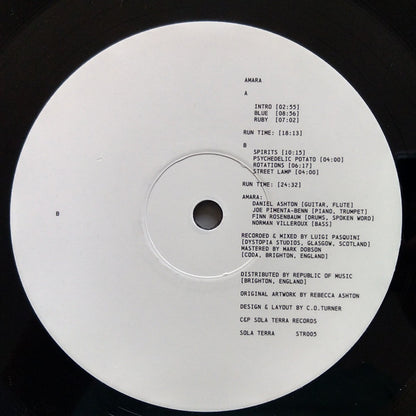 AMARA
A
INTRO [02:55]
BLUE [08:56]
RUBY [07:02]
RUN TIME: [18:13]
B
SPIRITS [10:15]
PSYCHEDELIC POTATO [04:00]
ROTATIONS [06:17]
STREET LAMP [04:00]
RUN TIME: [24:32]
AMARA:
DANIEL ASHTON [GUITAR, FLUTE]
JOE PIMENTA-BENN [PIANO, TRUMPET]
FINN ROSENBAUM [DRUMS, SPOKEN WORD]
NORMAN VILLEROUX [BASS]
RECORDED & MIXED BY LUIGI PASQUINI
[DYSTOPIA STUDIOS, GLASGOW, SCOTLAND]
MASTERED BY MARK DOBSON
[CODA, BRIGHTON, ENGLAND]
DISTRIBUTED BY REPUBLIC OF MUSIC
[BRIGHTON, ENGLAND]
ORIGINAL ARTWORK BY REBECCA ASHTON
DESIGN & LAYOUT BY C.D.TURNER
C&P SOLA TERRA RECORDS
SOLA TERRA STR005
B